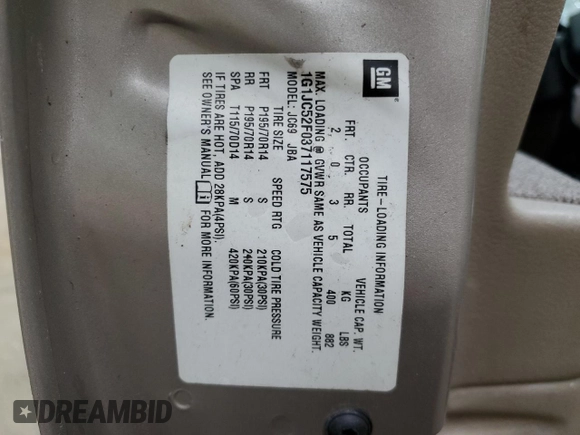 GM
TIRE-LOADING INFORMATION
OCCUPANTS VEHICLE CAP. WT.
FRT. CTR. RR. TOTAL KG LBS
2, 0, 3 5 400 882
MAX. LOADING @ GVWR SAME AS VEHICLE CAPACITY WEIGHT.
1G1JC52F037117575
MODEL: JC69 JBA
TIRE SIZE SPEED RTG COLD TIRE PRESSURE
FRT P195/70R14 S 210KPA(30PSI)
RR P195/70R14 S 240KPA(30PSI)
SPA T115/70D14 M 420KPA(60PSI)
IF TIRES ARE HOT, ADD 28KPA(4PSI).
SEE OWNER'S MANUAL FOR MORE INFORMATION.
DREAMBID